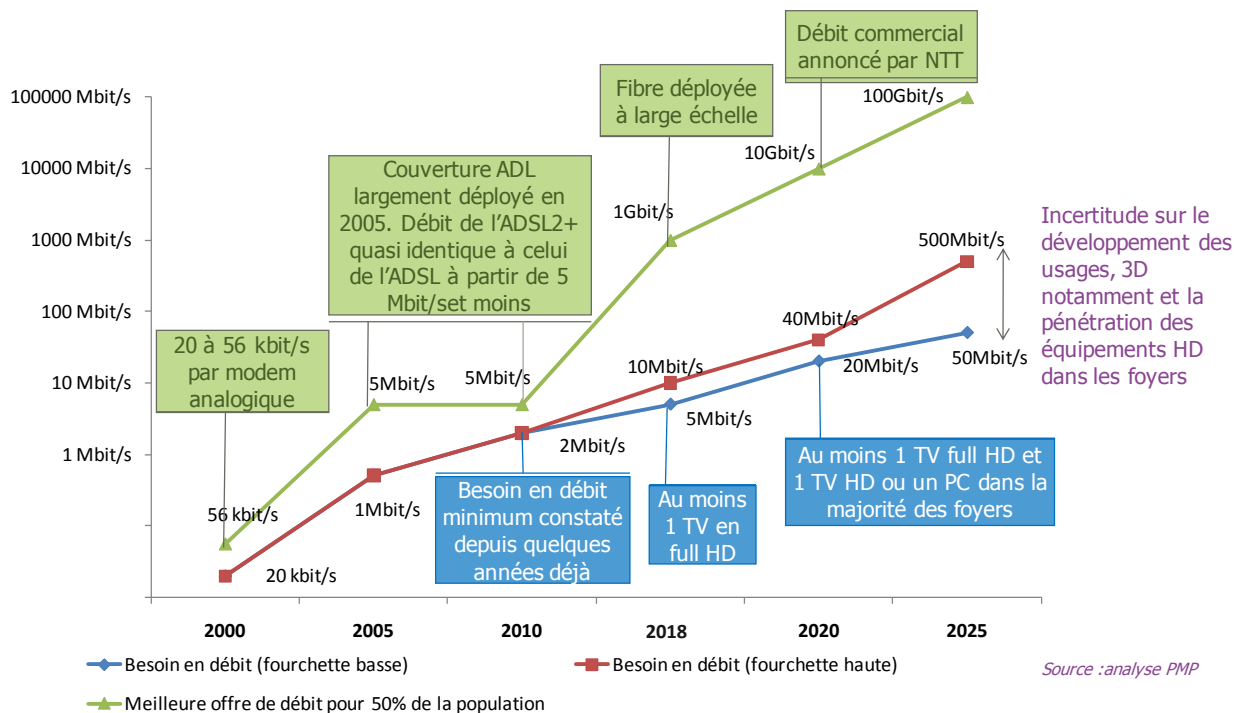 Débit commercial
annoncé par NTT
Fibre déployée
à large échelle
Couverture ADL
largement déployé en
2005. Débit de l'ADSL2+
quasi identique à celui
de l'ADSL à partir de 5
Mbit/set moins
20 à 56 kbit/s
par modem
analogique
100000 Mbit/s
10000 Mbit/s
1000 Mbit/s
100 Mbit/s
10 Mbit/s
1 Mbit/s
56 kbit/s
5Mbit/s
5Mbit/s
1Gbit/s
10Gbit/s
100Gbit/s
20 kbit/s
1Mbit/s
2Mbit/s
10Mbit/s
40Mbit/s
500Mbit/s
5Mbit/s
20Mbit/s
50Mbit/s
Incertitude sur le
développement des
usages, 3D
notamment et la
pénétration des
équipements HD
dans les foyers
Besoin en débit
minimum constaté
depuis quelques
années déjà
Au moins
1 TV en
full HD
Au moins 1 TV full HD et
1 TV HD ou un PC dans la
majorité des foyers
2000 2005 2010 2018 2020 2025
Besoin en débit (fourchette basse)
Besoin en débit (fourchette haute)
Meilleure offre de débit pour 50% de la population
Source :analyse PMP